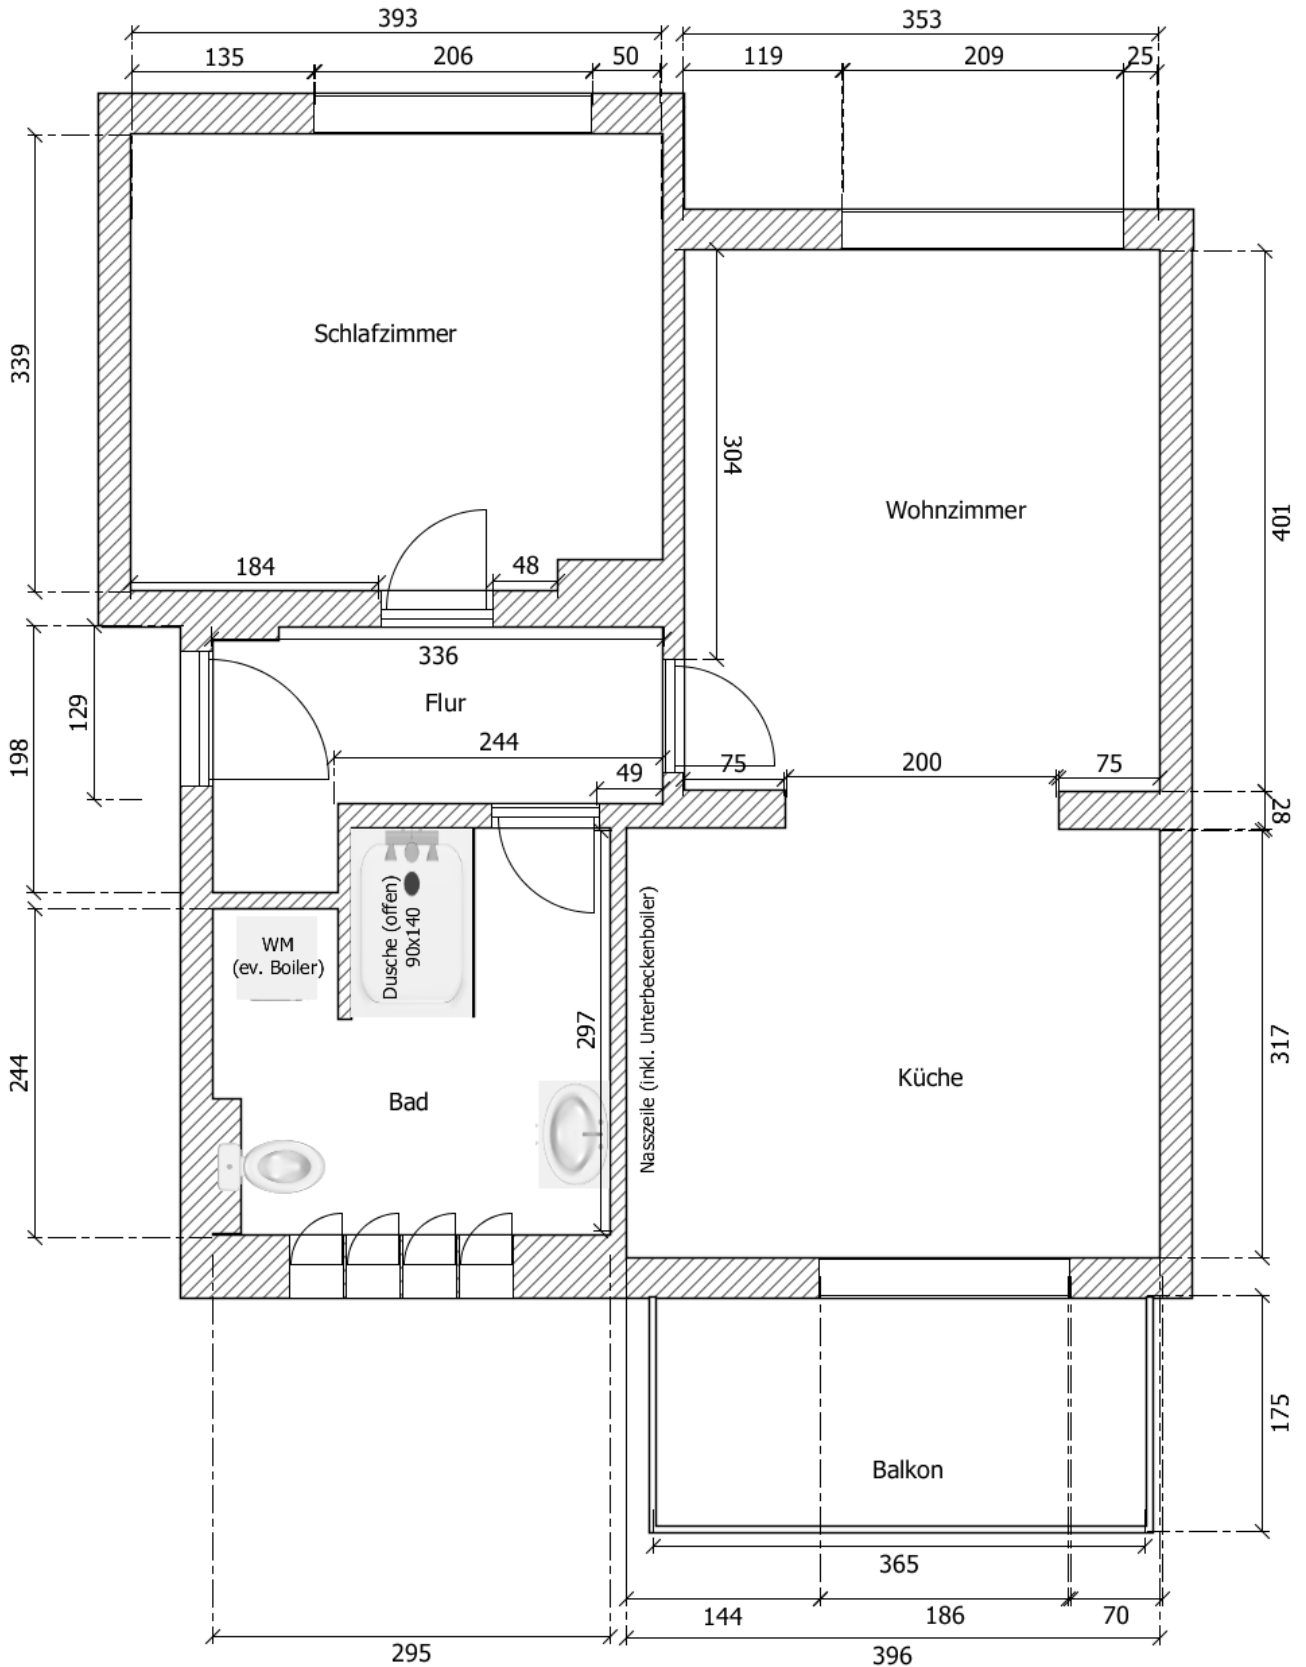 393
353
135
206
50
119
209
25
339
Schlafzimmer
304
401
Wohnzimmer
184
48
336
Flur
129
198
244
49
75
200
75
28
Dusche (offen)
90x140
WM
(ev. Boiler)
297
Nasszeile (inkl. Unterbeckenboiler)
244
Bad
Küche
317
175
Balkon
365
144
186
70
295
396